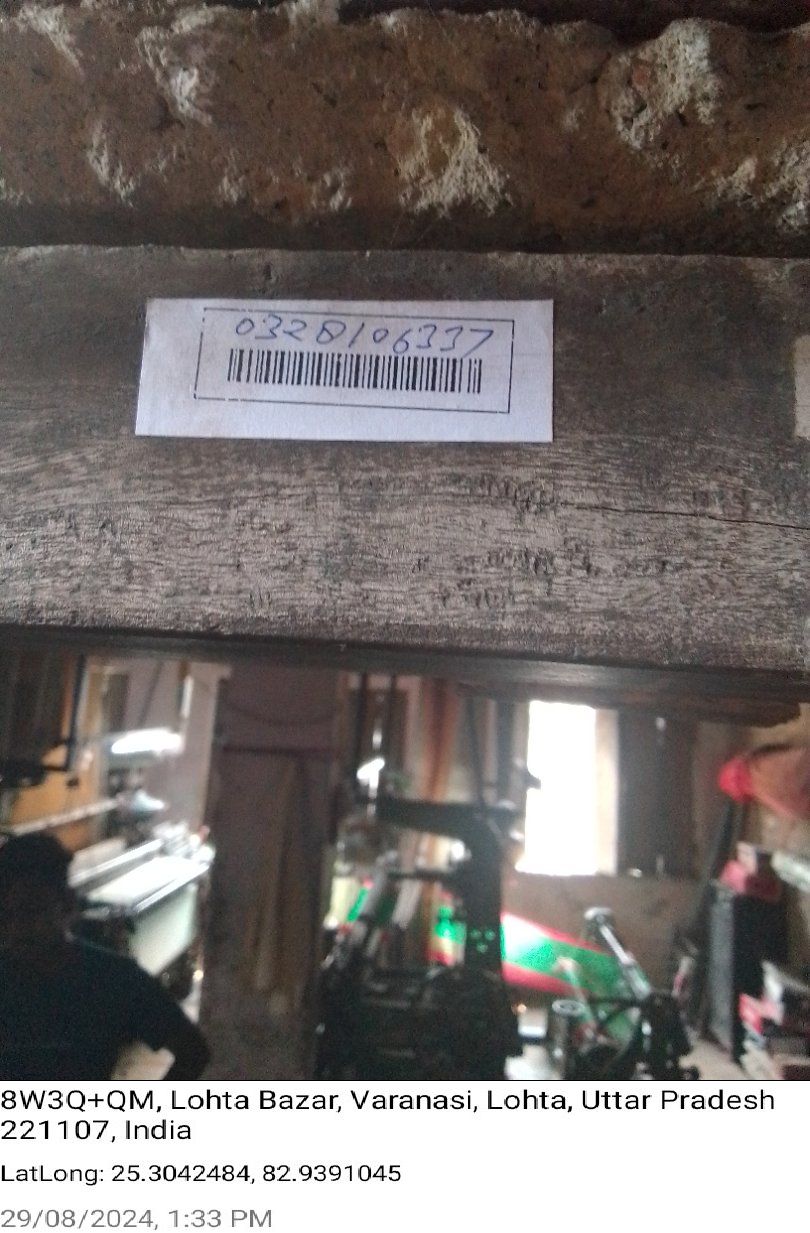 0328106337
8W3Q+QM, Lohta Bazar, Varanasi, Lohta, Uttar Pradesh
221107, India
LatLong: 25.3042484, 82.9391045
29/08/2024, 1:33 PM